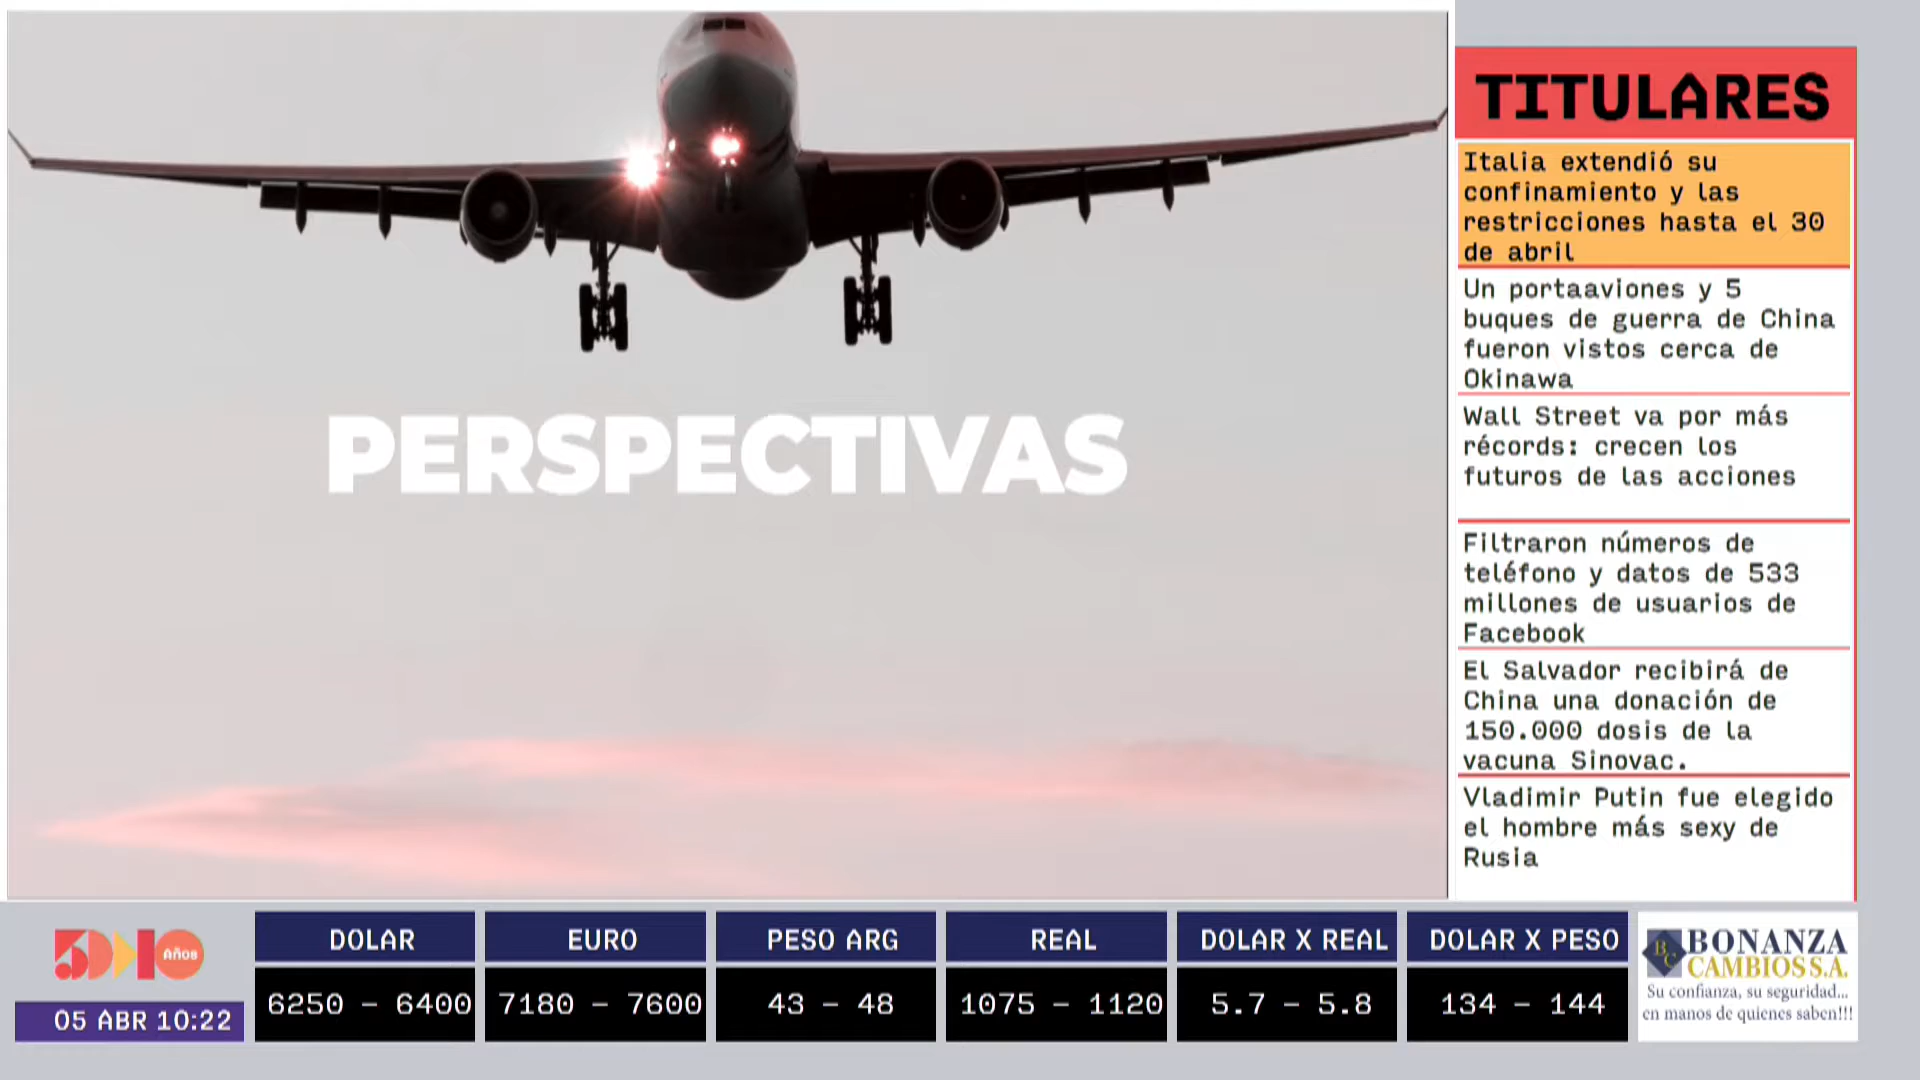 TITULARES
Italia extendió su
confinamiento y las
restricciones hasta el 30
de abril
Un portaaviones y 5
buques de guerra de China
fueron vistos cerca de
Okinawa
Wall Street va por más
récords: crecen los
futuros de las acciones
Filtraron números de
teléfono y datos de 533
millones de usuarios de
Facebook
El Salvador recibirá de
China una donación de
150.000 dosis de la
vacuna Sinovac.
Vladimir Putin fue elegido
el hombre más sexy de
Rusia
PERSPECTIVAS
5D 10 Años
05 ABR 10:22
DOLAR
6250 - 6400
EURO
7180 - 7600
PESO ARG
43 - 48
REAL
1075 - 1120
DOLAR X REAL
5.7 - 5.8
DOLAR X PESO
134 - 144
BC
BONANZA
CAMBIOS S.A.
Su confianza, su seguridad...
en manos de quienes saben!!!